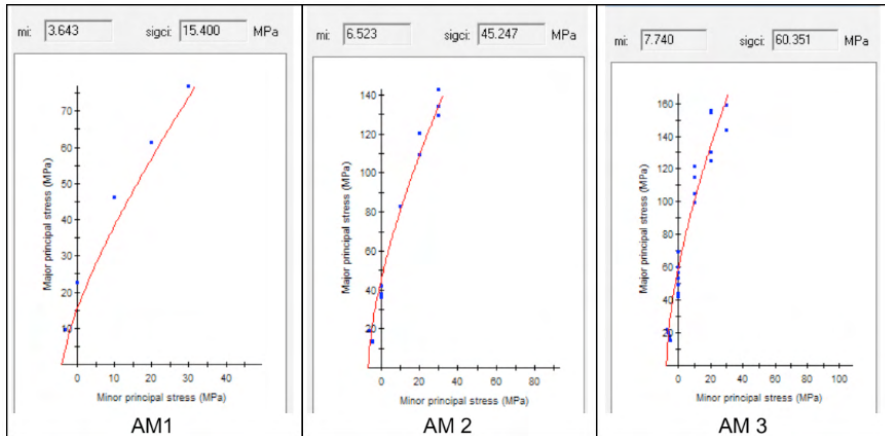 mi: 3.643 sigci: 15.400 MPa
70
60
50
40
30
20
10
0 10 20 30 40
Major principal stress (MPa)
Minor principal stress (MPa)
AM1
mi: 6.523 sigci: 45.247 MPa
140
120
100
80
60
40
20
0 20 40 60 80
Major principal stress (MPa)
Minor principal stress (MPa)
AM 2
mi: 7.740 sigci: 60.351 MPa
160
140
120
100
80
60
40
20
0 20 40 60 80 100
Major principal stress (MPa)
Minor principal stress (MPa)
AM 3